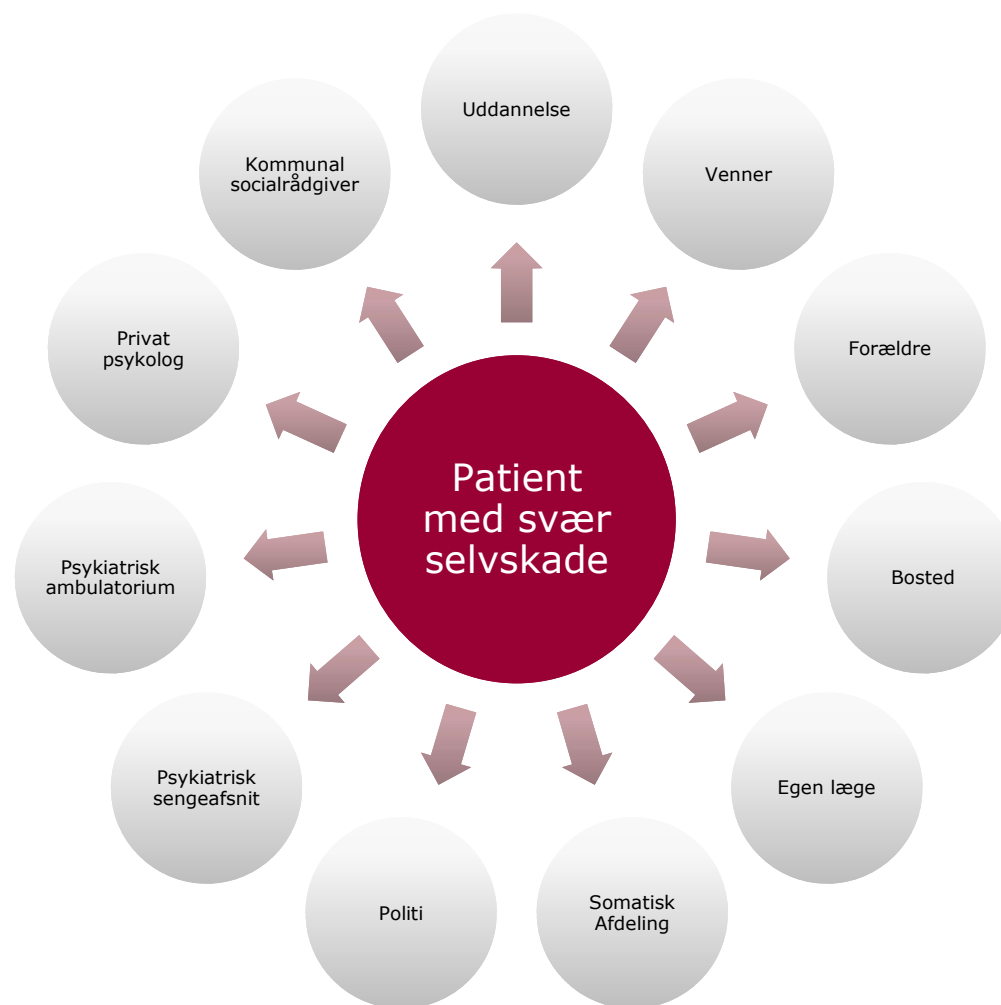 Uddannelse
Venner
Forældre
Bosted
Egen læge
Somatisk
Afdeling
Politi
Psykiatrisk
sengeafsnit
Psykiatrisk
ambulatorium
Privat
psykolog
Kommunal
socialrådgiver
Patient
med svær
selvskade